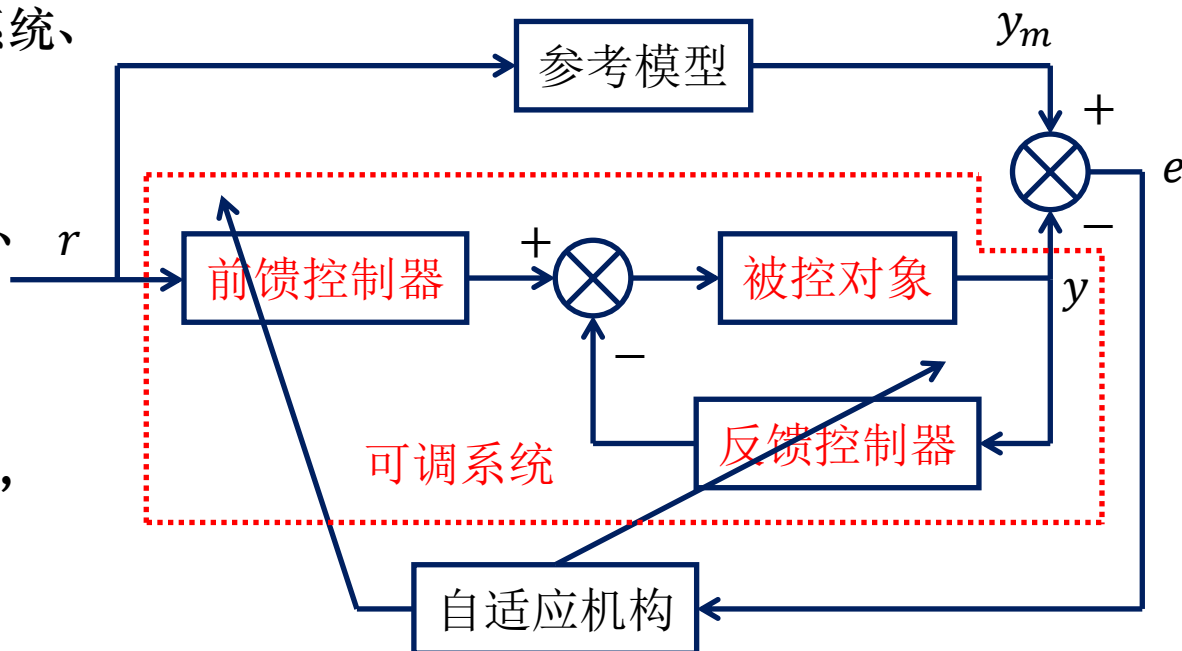 统、
y_m
参考模型
+
e
、
r
−
+
前馈控制器
被控对象
y
−
可调系统
反馈控制器
,
自适应机构